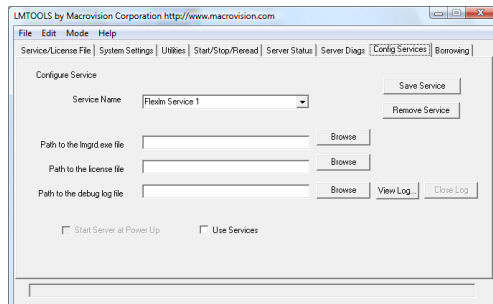 LMTOOLS by Macrovision Corporation http://www.macrovision.com
File Edit Mode Help
Service/License File System Settings Utilities Start/Stop/Reread Server Status Server Diags Config Services Borrowing
Configure Service
Save Service
Service Name Flexlm Service 1
Remove Service
Path to the lmgrd.exe file Browse
Path to the license file Browse
Path to the debug log file Browse View Log... Close Log
Start Server at Power Up Use Services